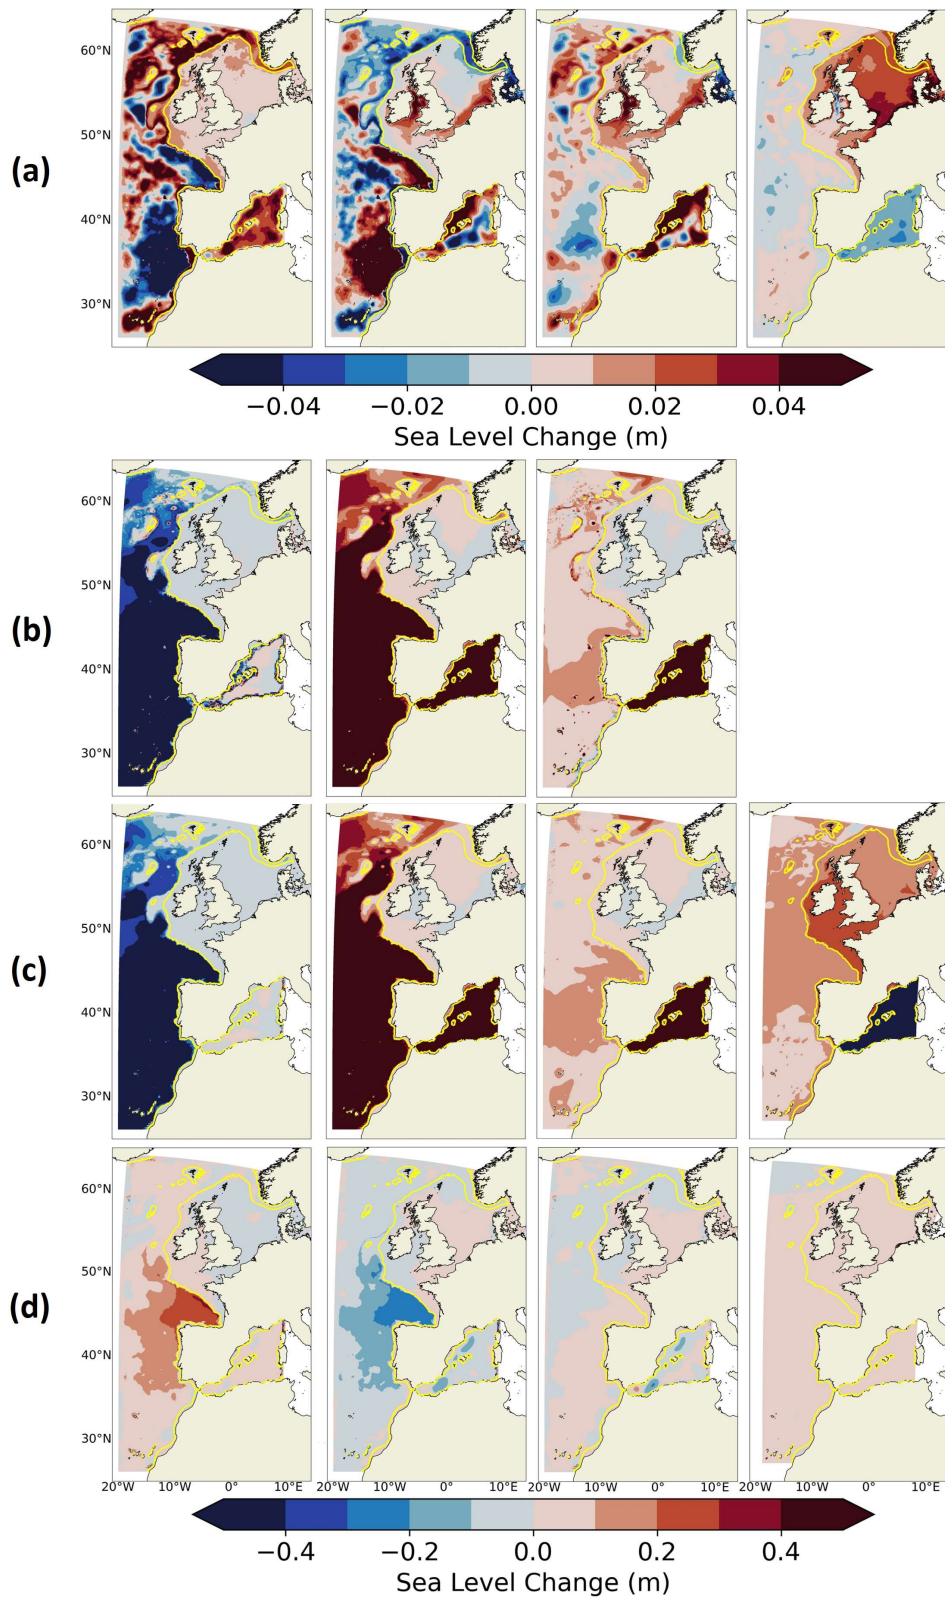 (a)
60°N
50°N
40°N
30°N
−0.04 −0.02 0.00 0.02 0.04
Sea Level Change (m)
(b)
60°N
50°N
40°N
30°N
(c)
60°N
50°N
40°N
30°N
(d)
60°N
50°N
40°N
30°N
20°W 10°W 0° 10°E 20°W 10°W 0° 10°E 20°W 10°W 0° 10°E 20°W 10°W 0° 10°E
−0.4 −0.2 0.0 0.2 0.4
Sea Level Change (m)